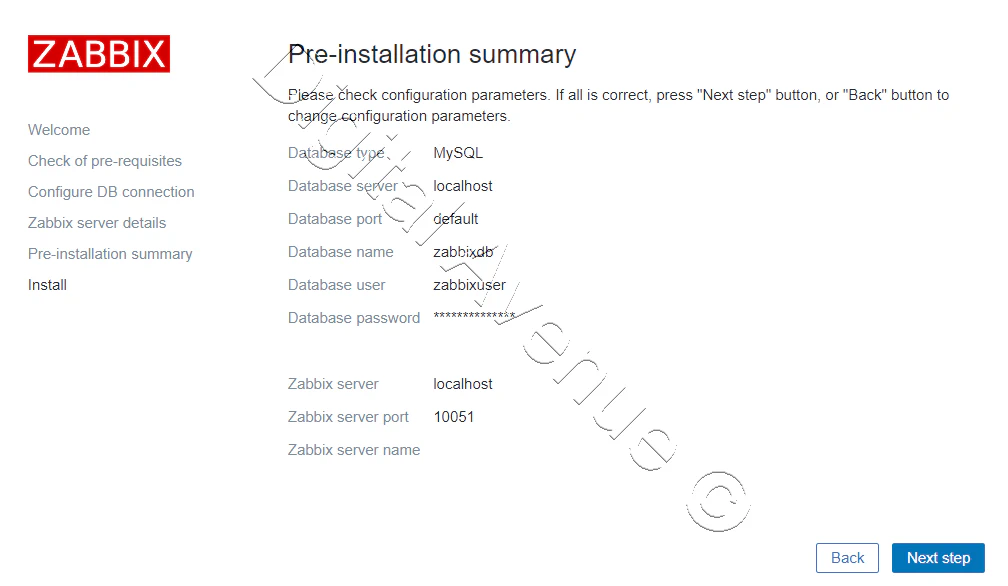 ZABBIX
Welcome
Check of pre-requisites
Configure DB connection
Zabbix server details
Pre-installation summary
Install
Pre-installation summary
Please check configuration parameters. If all is correct, press "Next step" button, or "Back" button to
change configuration parameters.
Database type MySQL
Database server localhost
Database port default
Database name zabbixdb
Database user zabbixuser
Database password **************
Zabbix server localhost
Zabbix server port 10051
Zabbix server name
Back Next step
Digital Avenue ©